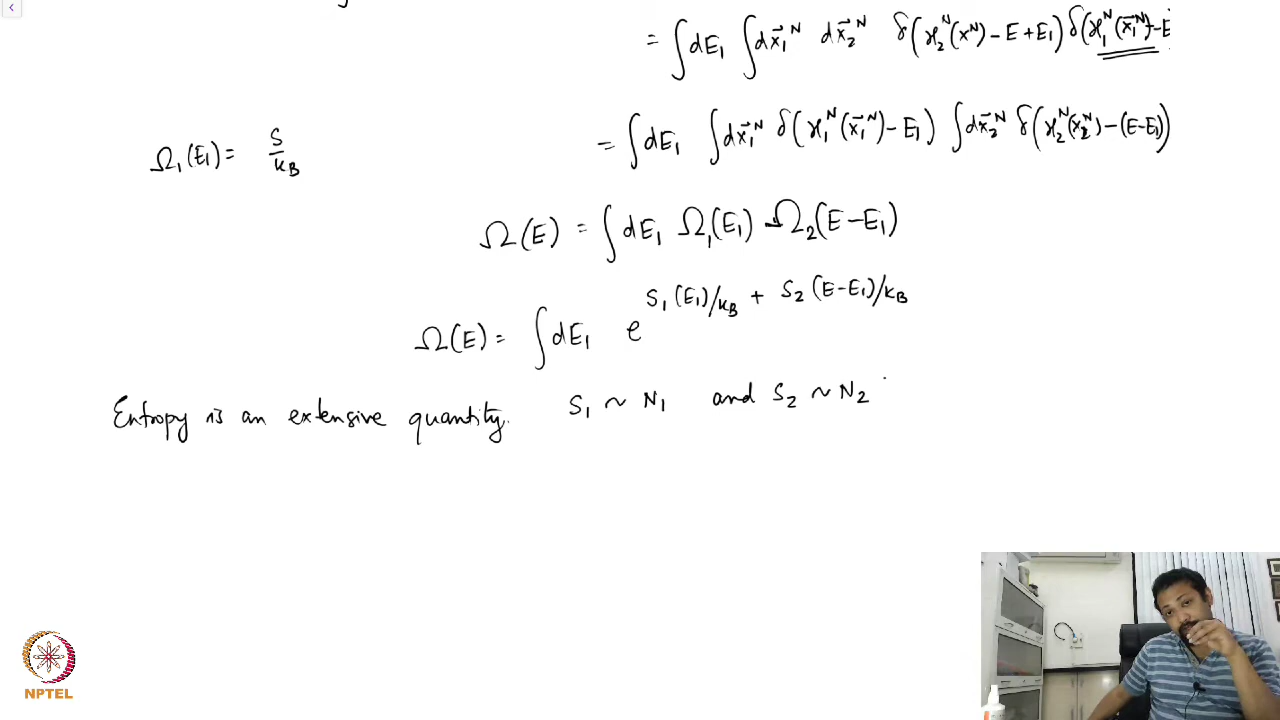 = ∫dE₁ ∫dx⃗₁ᴺ dx⃗₂ᴺ δ(ℋ₂ᴺ(xᴺ) − E + E₁) δ(ℋ₁ᴺ(x⃗₁ᴺ) − E
Ω₁(E₁) = S/k_B
= ∫dE₁ ∫dx⃗₁ᴺ δ(ℋ₁ᴺ(x⃗₁ᴺ) − E₁) ∫dx⃗₂ᴺ δ(ℋ₂ᴺ(x⃗₂ᴺ) − (E−E₁))
Ω(E) = ∫dE₁ Ω₁(E₁) Ω₂(E−E₁)
Ω(E) = ∫dE₁ e^{S₁(E₁)/k_B + S₂(E−E₁)/k_B}
Entropy is an extensive quantity. S₁ ~ N₁ and S₂ ~ N₂
NPTEL